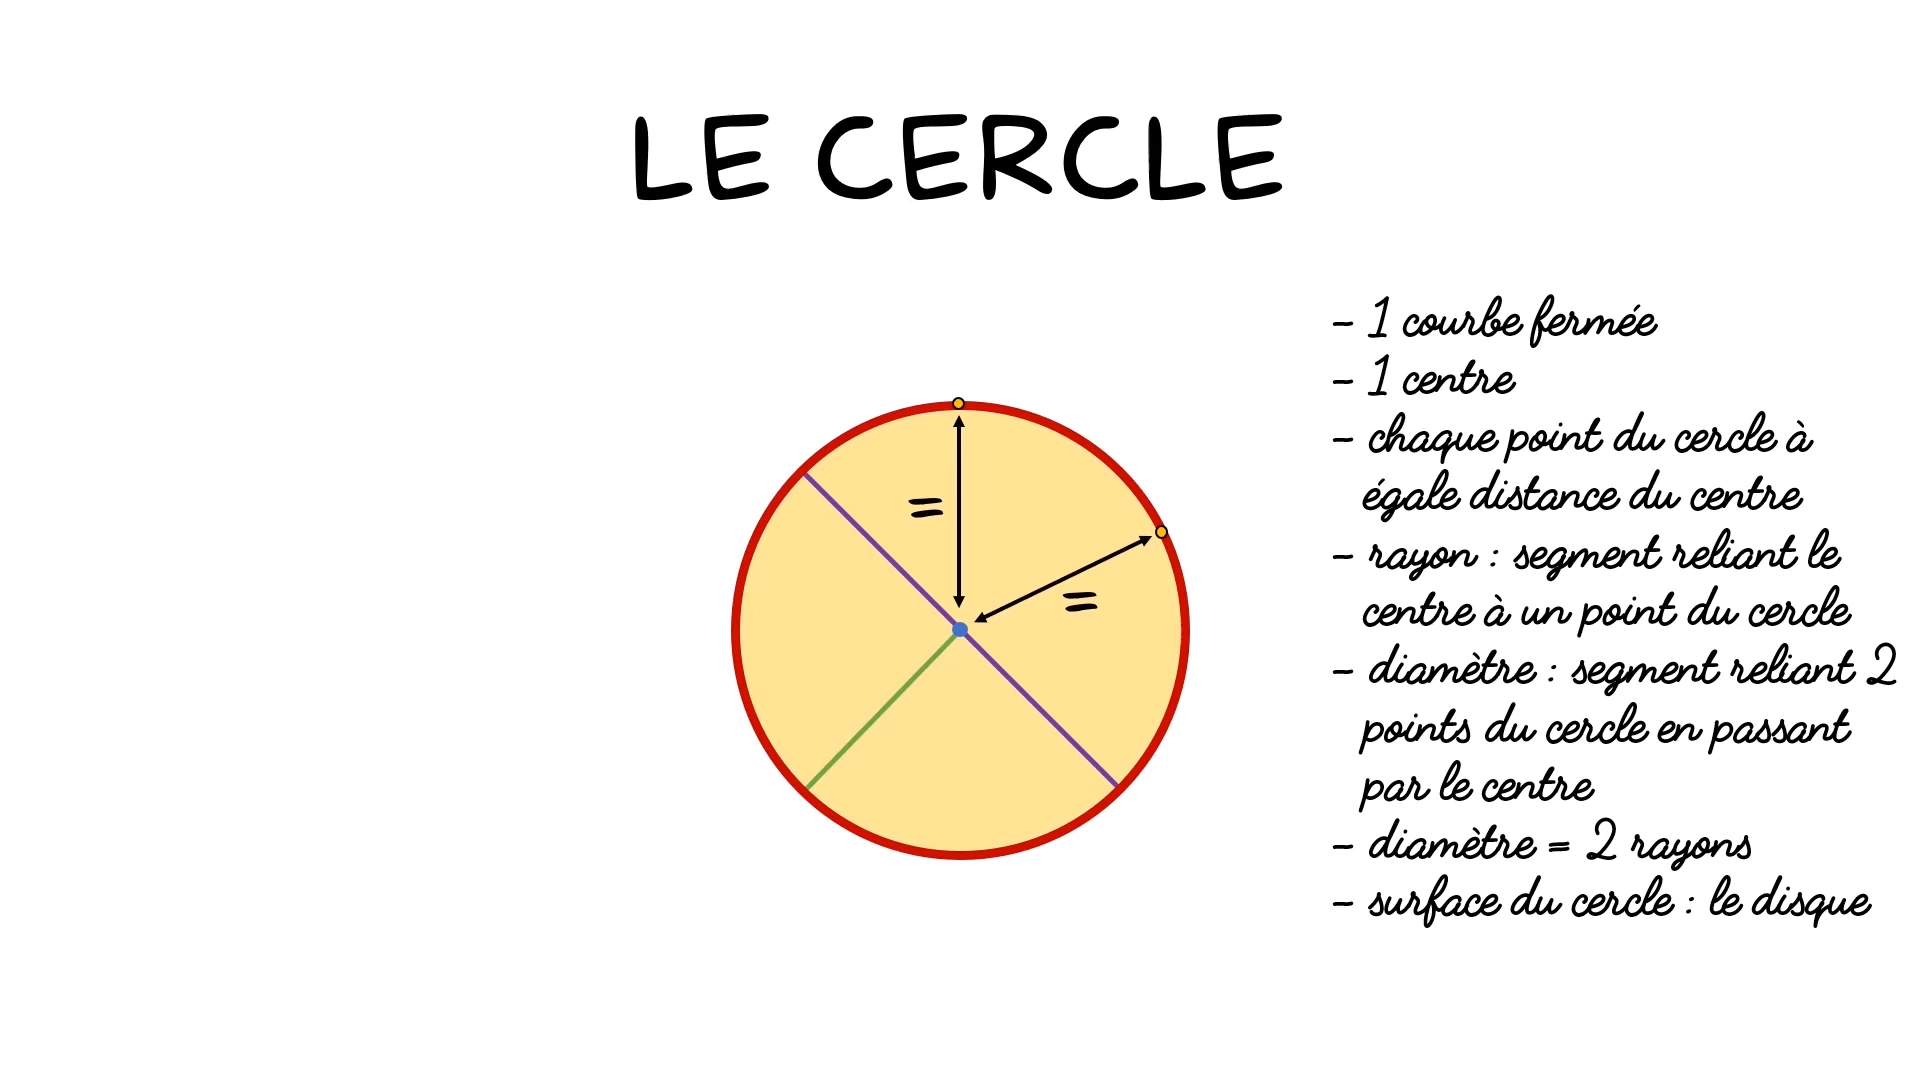 LE CERCLE
- 1 courbe fermée
- 1 centre
- chaque point du cercle à
égale distance du centre
- rayon : segment reliant le
centre à un point du cercle
- diamètre : segment reliant 2
points du cercle en passant
par le centre
- diamètre = 2 rayons
- surface du cercle : le disque
=
=